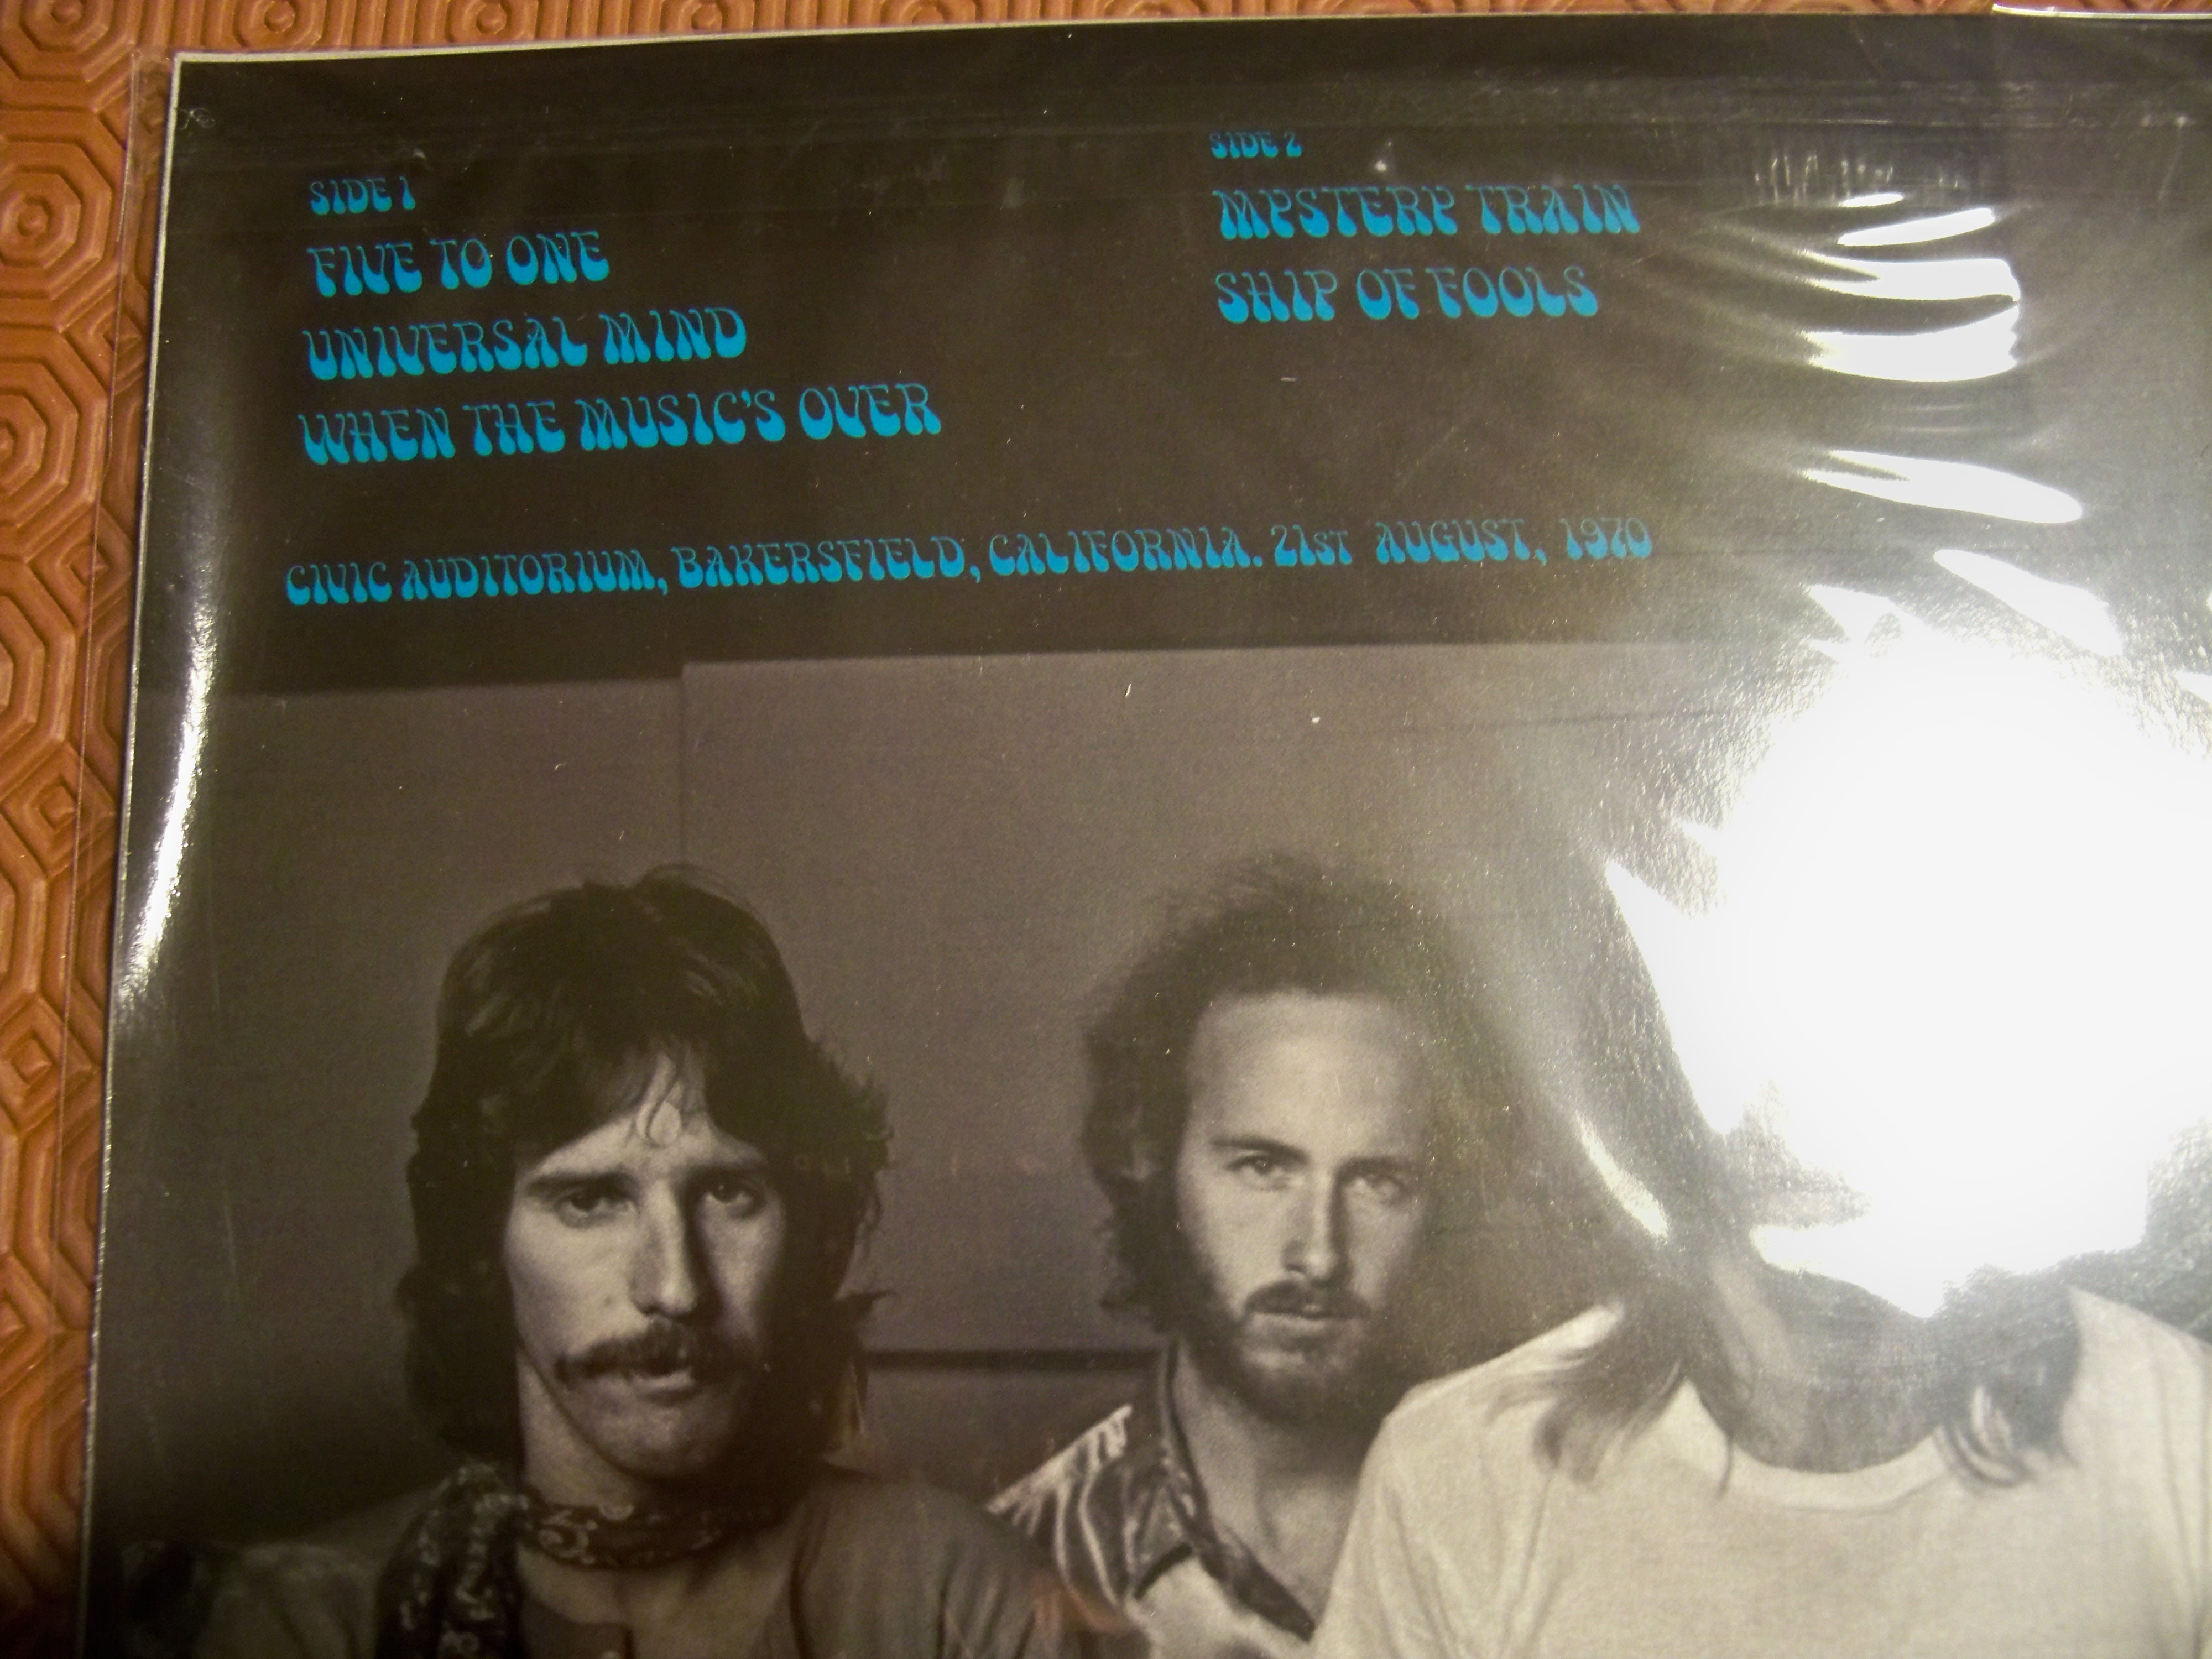 SIDE 1
FIVE TO ONE
UNIVERSAL MIND
WHEN THE MUSIC'S OVER
SIDE 2
MYSTERY TRAIN
SHIP OF FOOLS
CIVIC AUDITORIUM, BAKERSFIELD, CALIFORNIA. 21st AUGUST, 1970